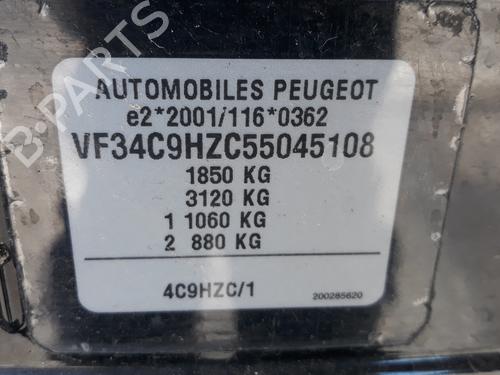 AUTOMOBILES PEUGEOT
e2*2001/116*0362
VF34C9HZC55045108
1850 KG
3120 KG
1 1060 KG
2 880 KG
4C9HZC/1
200285620